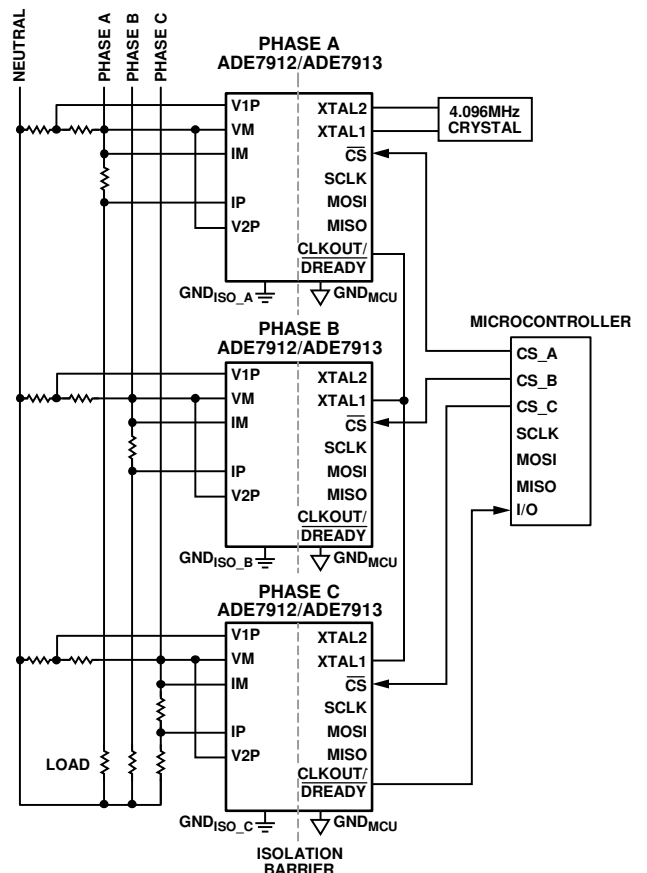 NEUTRAL
PHASE A
PHASE B
PHASE C
PHASE A
ADE7912/ADE7913
V1P
VM
IM
IP
V2P
XTAL2
XTAL1
CS
SCLK
MOSI
MISO
CLKOUT/
DREADY
4.096MHz
CRYSTAL
GNDISO_A
GNDMCU
PHASE B
ADE7912/ADE7913
V1P
VM
IM
IP
V2P
XTAL2
XTAL1
CS
SCLK
MOSI
MISO
CLKOUT/
DREADY
GNDISO_B
GNDMCU
MICROCONTROLLER
CS_A
CS_B
CS_C
SCLK
MOSI
MISO
I/O
PHASE C
ADE7912/ADE7913
V1P
VM
IM
IP
V2P
XTAL2
XTAL1
CS
SCLK
MOSI
MISO
CLKOUT/
DREADY
LOAD
GNDISO_C
GNDMCU
ISOLATION
BARRIER